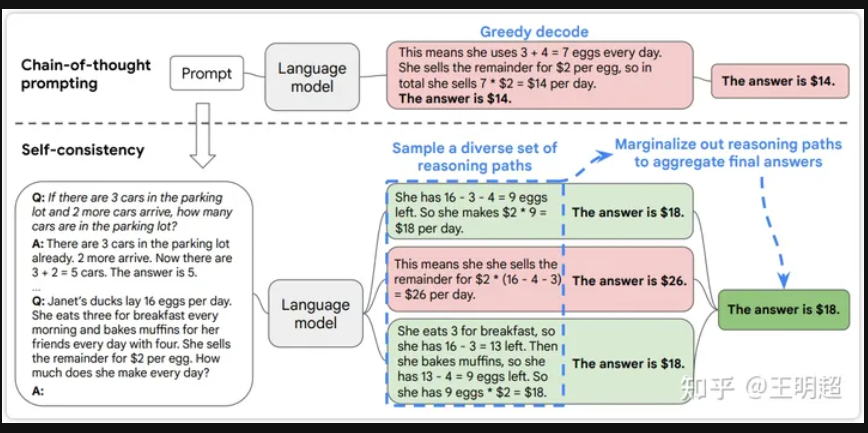 Greedy decode
Chain-of-thought
prompting
Prompt
Language
model
This means she uses 3 + 4 = 7 eggs every day.
She sells the remainder for $2 per egg, so in
total she sells 7 * $2 = $14 per day.
The answer is $14.
The answer is $14.
Self-consistency
Sample a diverse set of
reasoning paths
Marginalize out reasoning paths
to aggregate final answers
Q: If there are 3 cars in the parking
lot and 2 more cars arrive, how many
cars are in the parking lot?
A: There are 3 cars in the parking lot
already. 2 more arrive. Now there are
3 + 2 = 5 cars. The answer is 5.
...
Q: Janet's ducks lay 16 eggs per day.
She eats three for breakfast every
morning and bakes muffins for her
friends every day with four. She sells
the remainder for $2 per egg. How
much does she make every day?
A:
Language
model
She has 16 - 3 - 4 = 9 eggs
left. So she makes $2 * 9 =
$18 per day.
The answer is $18.
This means she she sells the
remainder for $2 * (16 - 4 - 3)
= $26 per day.
The answer is $26.
She eats 3 for breakfast, so
she has 16 - 3 = 13 left. Then
she bakes muffins, so she
has 13 - 4 = 9 eggs left. So
she has 9 eggs * $2 = $18.
The answer is $18.
The answer is $18.
知乎 @王明超